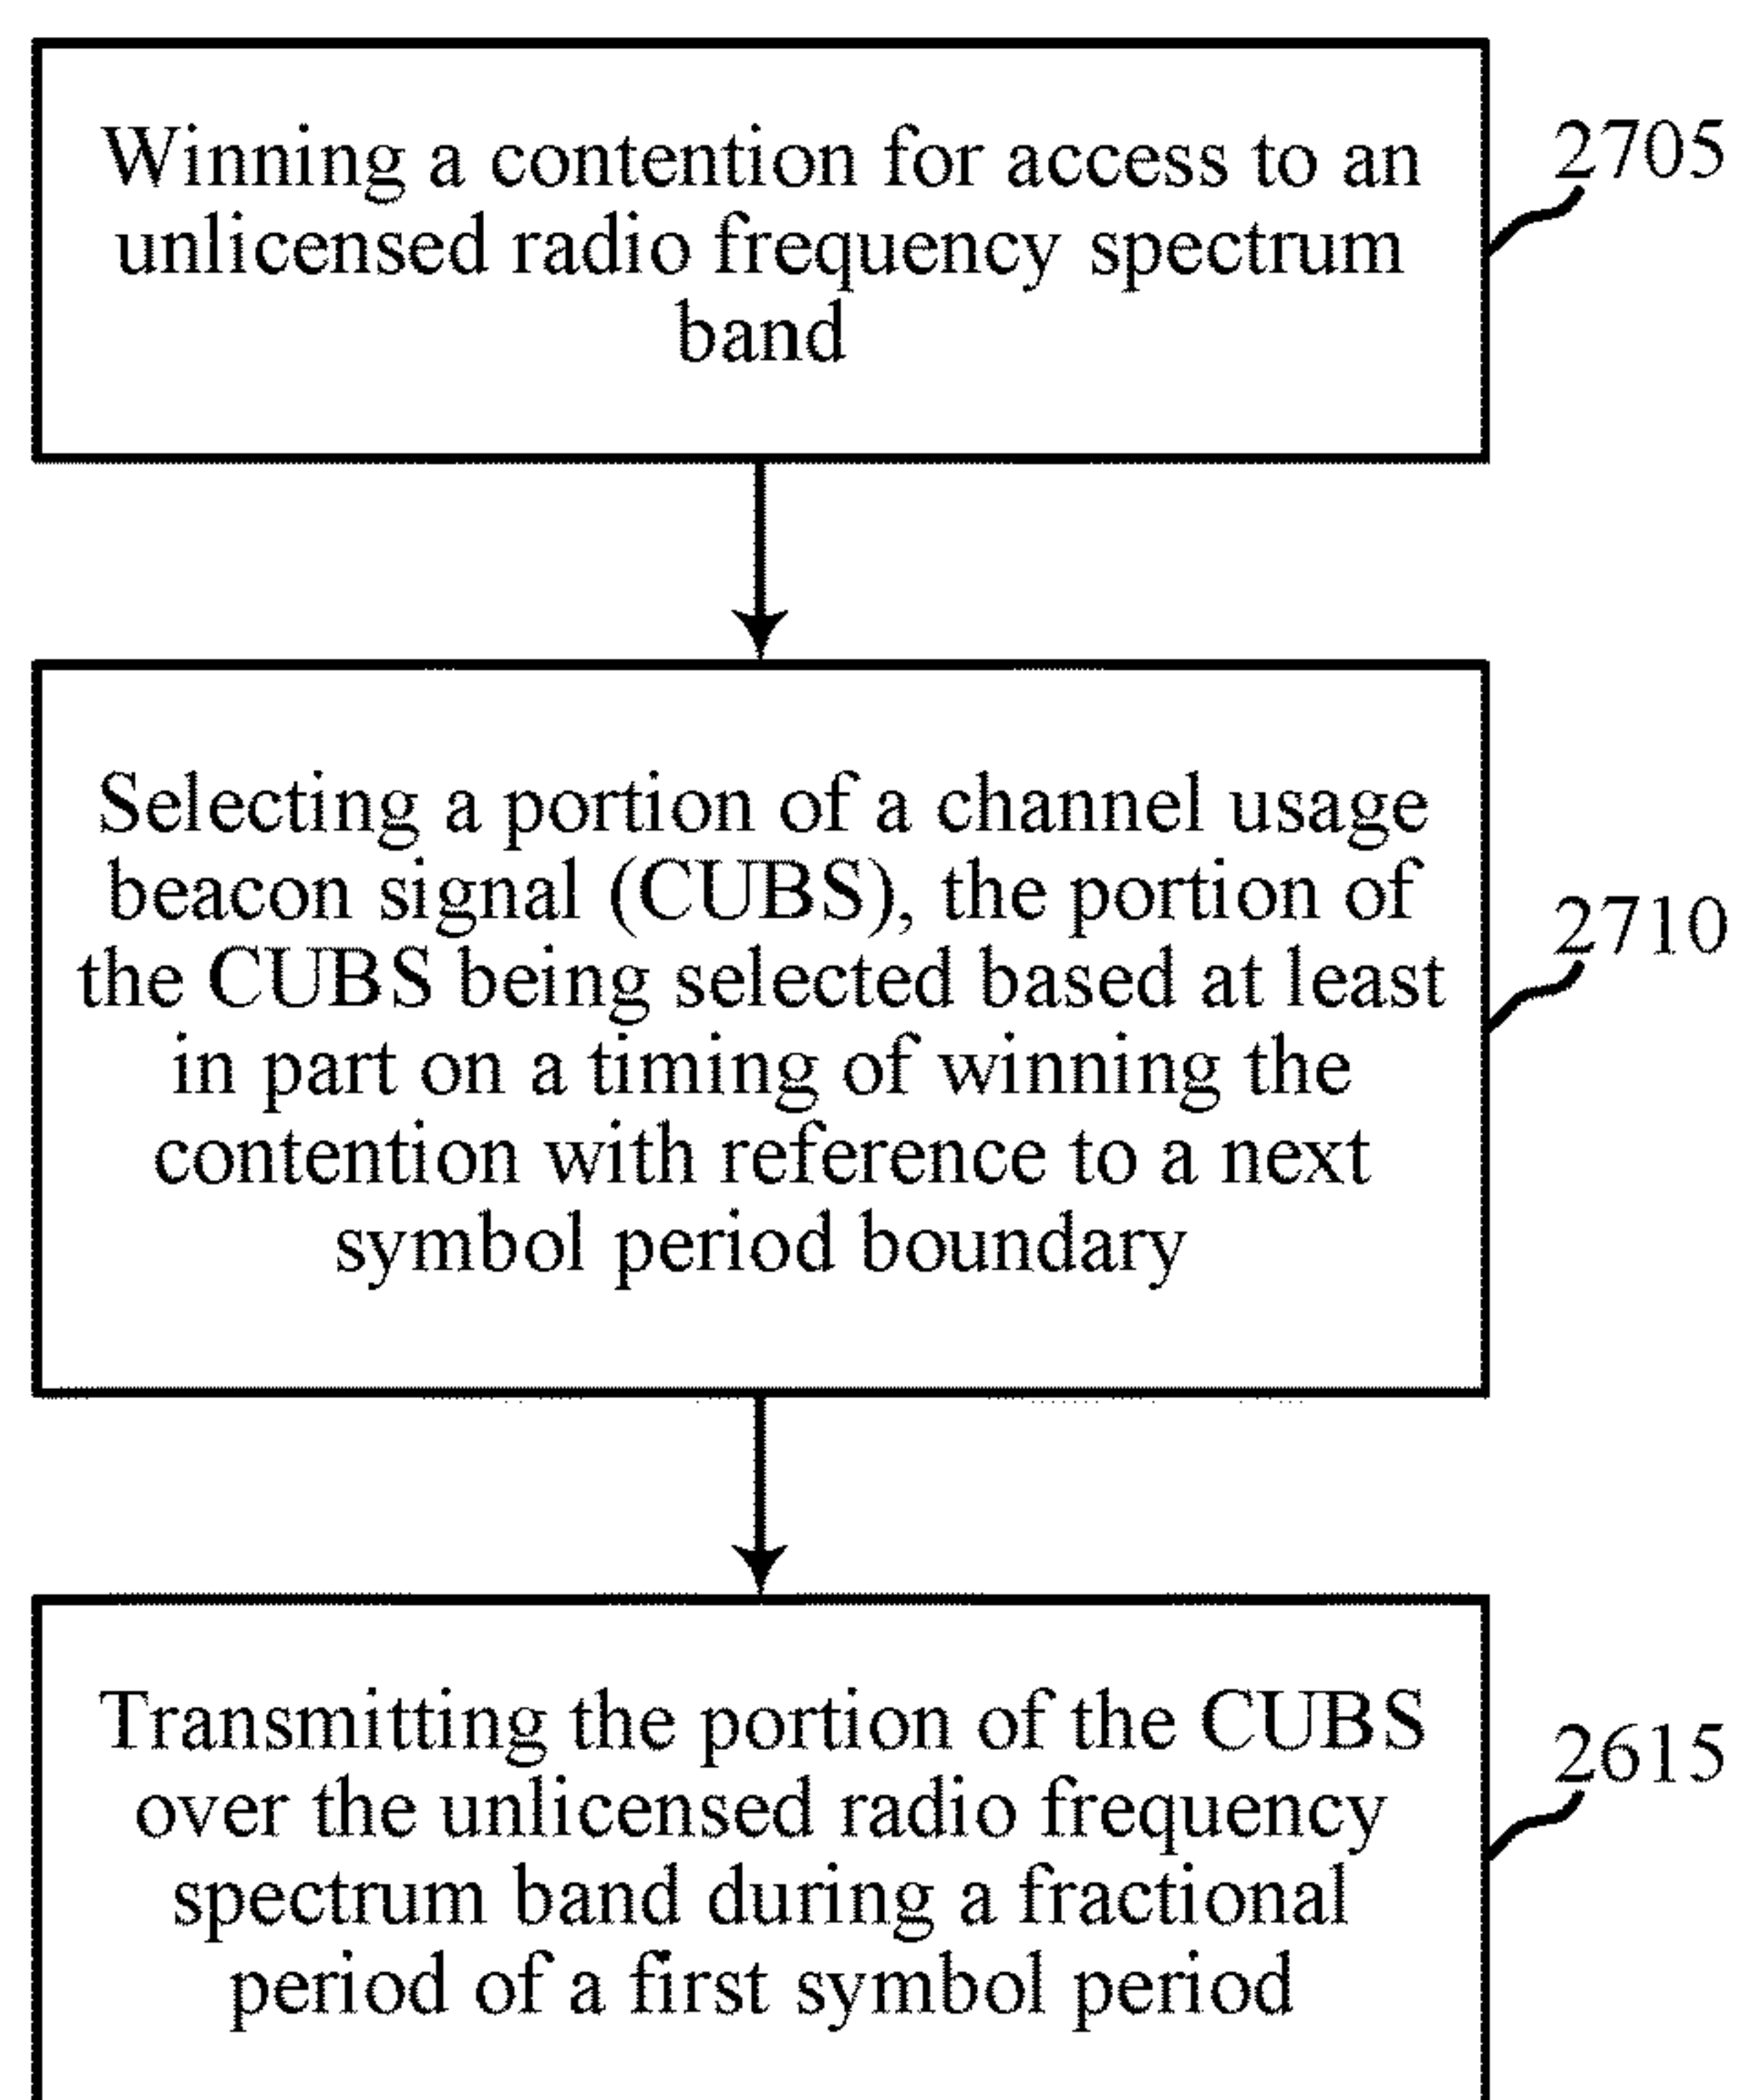 Winning a contention for access to an
unlicensed radio frequency spectrum
band
2705
Selecting a portion of a channel usage
beacon signal (CUBS), the portion of
the CUBS being selected based at least
in part on a timing of winning the
contention with reference to a next
symbol period boundary
2710
Transmitting the portion of the CUBS
over the unlicensed radio frequency
spectrum band during a fractional
period of a first symbol period
2615